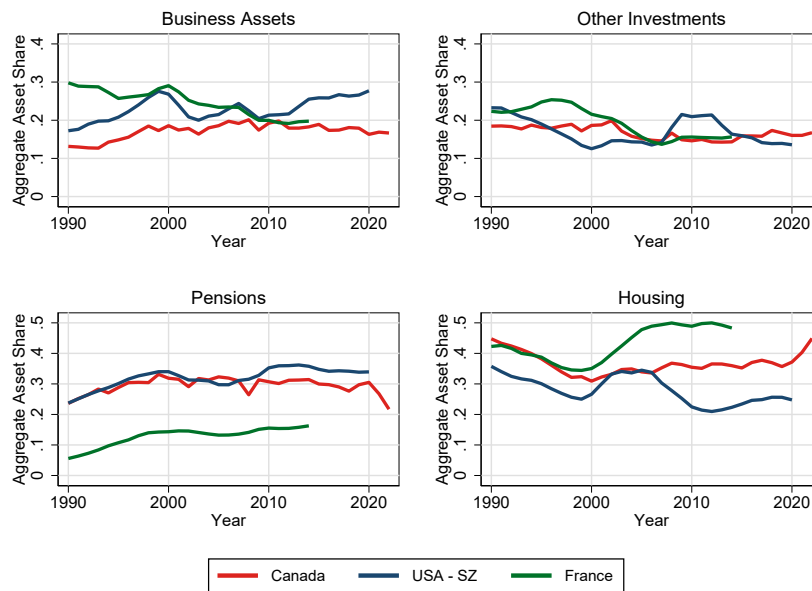 Business Assets
Aggregate Asset Share
0 .1 .2 .3 .4
1990 2000 2010 2020
Year
Other Investments
Aggregate Asset Share
0 .1 .2 .3 .4
1990 2000 2010 2020
Year
Pensions
Aggregate Asset Share
0 .1 .2 .3 .4 .5
1990 2000 2010 2020
Year
Housing
Aggregate Asset Share
0 .1 .2 .3 .4 .5
1990 2000 2010 2020
Year
Canada USA - SZ France